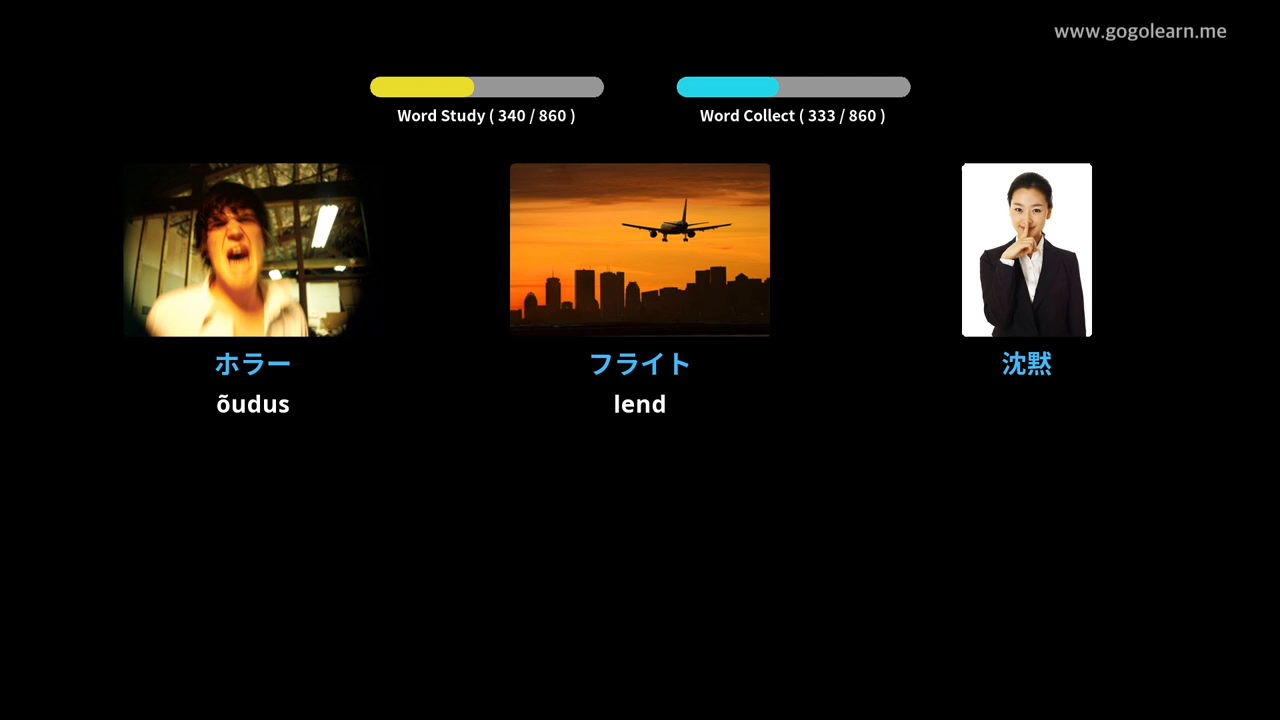 www.gogolearn.me
Word Study ( 340 / 860 )
Word Collect ( 333 / 860 )
ホラー
フライト
沈黙
õudus
lend